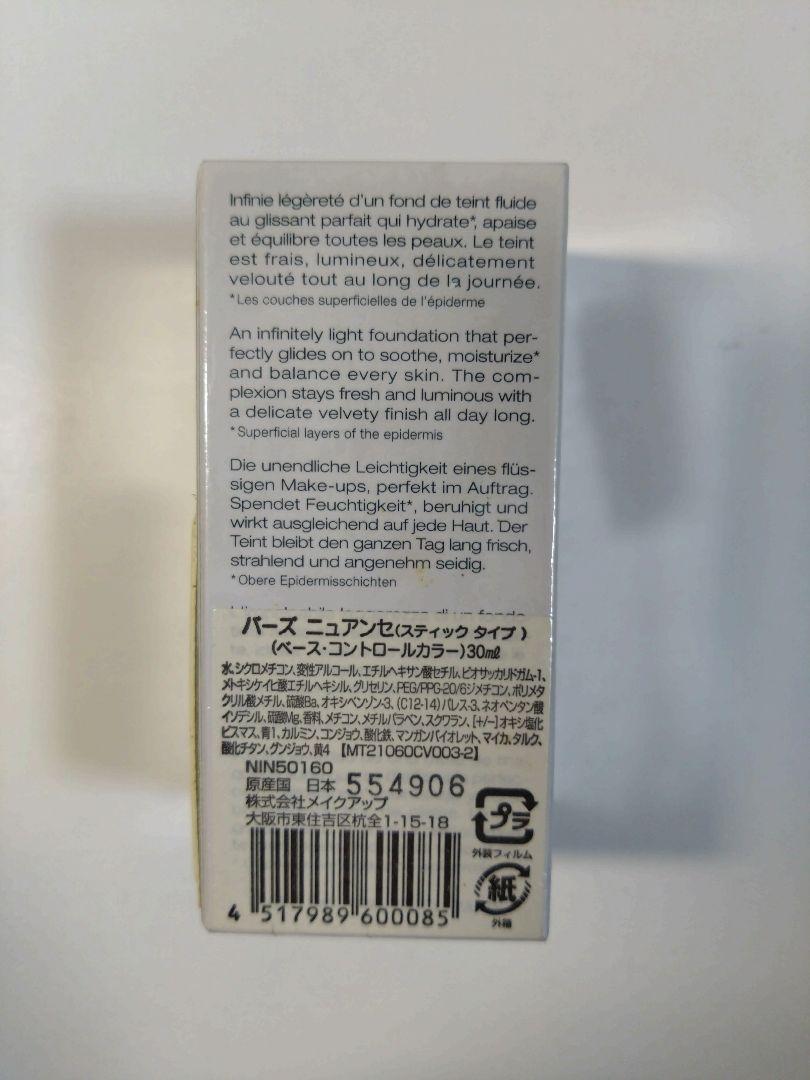 Infinie légèreté d'un fond de teint fluide
au glissant parfait qui hydrate*, apaise
et équilibre toutes les peaux. Le teint
est frais, lumineux, délicatement
velouté tout au long de la journée.
*Les couches superficielles de l'épiderme
An infinitely light foundation that per-
fectly glides on to soothe, moisturize*
and balance every skin. The com-
plexion stays fresh and luminous with
a delicate velvety finish all day long.
*Superficial layers of the epidermis
Die unendliche Leichtigkeit eines flüs-
sigen Make-ups, perfekt im Auftrag.
Spendet Feuchtigkeit*, beruhigt und
wirkt ausgleichend auf jede Haut. Der
Teint bleibt den ganzen Tag lang frisch,
strahlend und angenehm seidig.
*Obere Epidermisschichten
バーズ ニュアンセ(スティック タイプ)
(ベース・コントロールカラー)30㎖
水、シクロメチコン、変性アルコール、エチルヘキサン酸セチル、ビオサッカリドガム-1、
メトキシケイヒ酸エチルヘキシル、グリセリン、PEG/PPG-20/6ジメチコン、ポリメタ
クリル酸メチル、硫酸Ba、オキシベンゾン-3、(C12-14)パレス-3、ネオペンタン酸
イソデシル、硫酸Mg、香料、メチコン、メチルパラベン、スクワラン、[+/-]オキシ塩化
ビスマス、青1、カルミン、コンジョウ、酸化鉄、マンガンバイオレット、マイカ、タルク、
酸化チタン、グンジョウ、黄4 【MT21060CV003-2】
NIN50160
原産国 日本 554906
株式会社メイクアップ
大阪市東住吉区杭全1-15-18
プラ
外装フィルム
紙
外箱
4 517989 600085